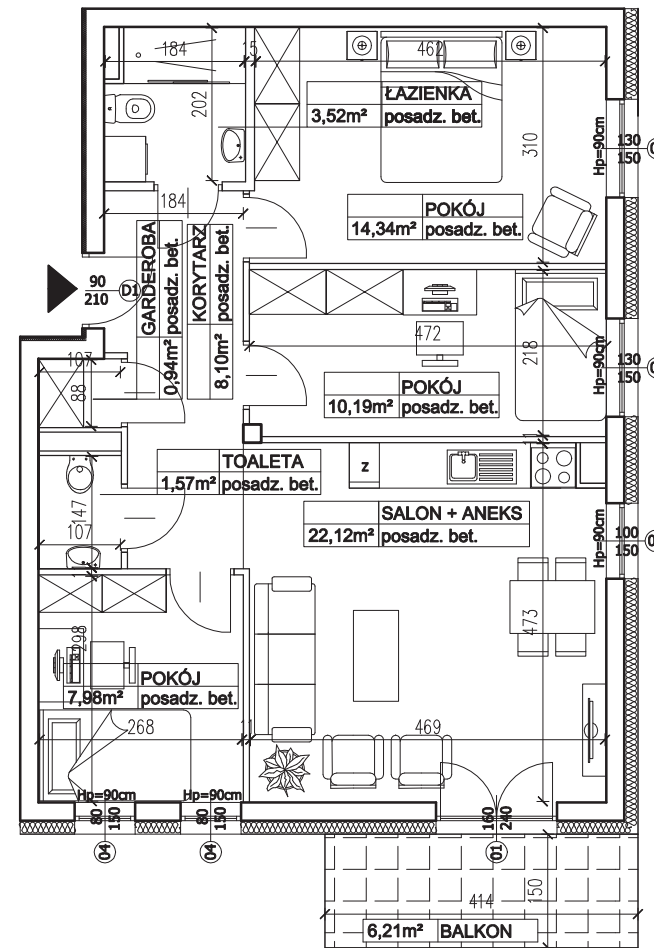 184
15
462
202
ŁAZIENKA
3,52m² posadz. bet.
310
Hp=90cm
130
150
184
POKÓJ
14,34m² posadz. bet.
GARDEROBA
0,94m² posadz. bet.
KORYTARZ
8,10m² posadz. bet.
90
210
D1
472
218
Hp=90cm
130
150
107
88
POKÓJ
10,19m² posadz. bet.
11
TOALETA
1,57m² posadz. bet.
z
147
107
SALON + ANEKS
22,12m² posadz. bet.
Hp=90cm
100
150
473
298
POKÓJ
7,98m² posadz. bet.
268
11
469
Hp=90cm
80
150
04
Hp=90cm
80
150
04
160
240
01
414
150
6,21m² BALKON